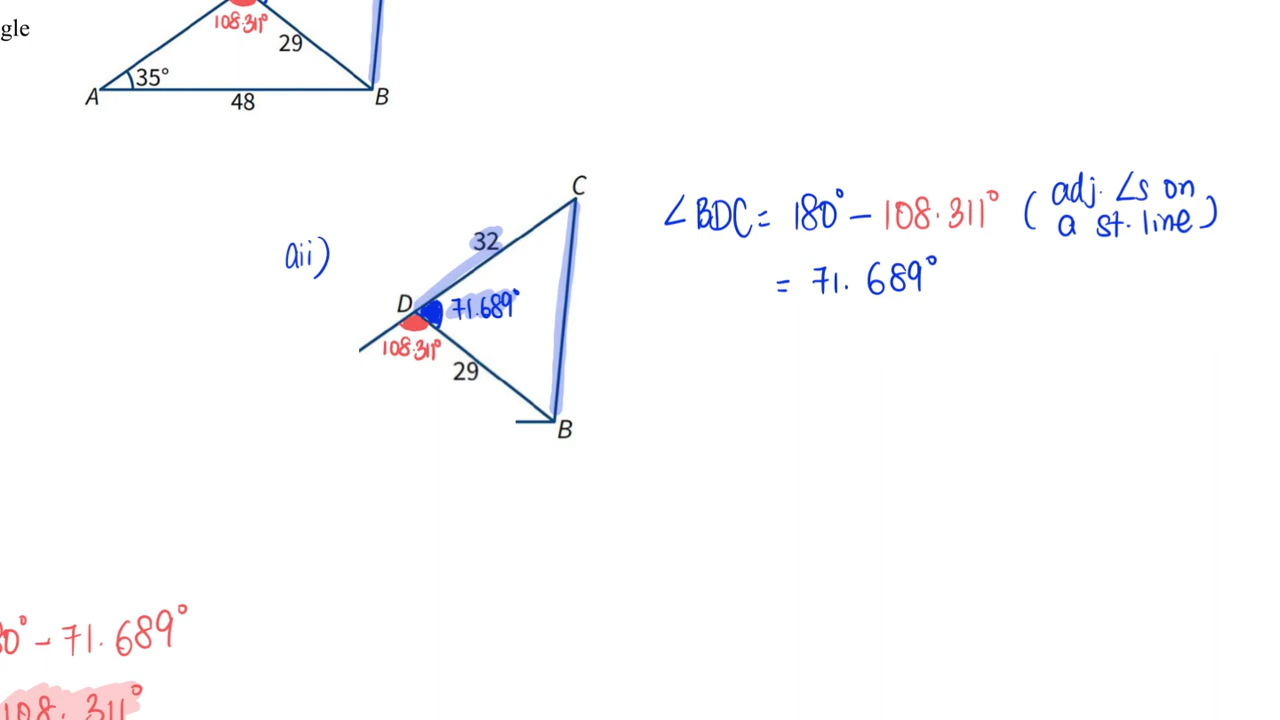 gle
108.311°
29
35°
A
48
B
C
32
aii)
D
71.689°
108.311°
29
B
∠BDC = 180° − 108.311° ( adj. ∠s on a st. line )
= 71.689°
0° − 71.689°
108.311°